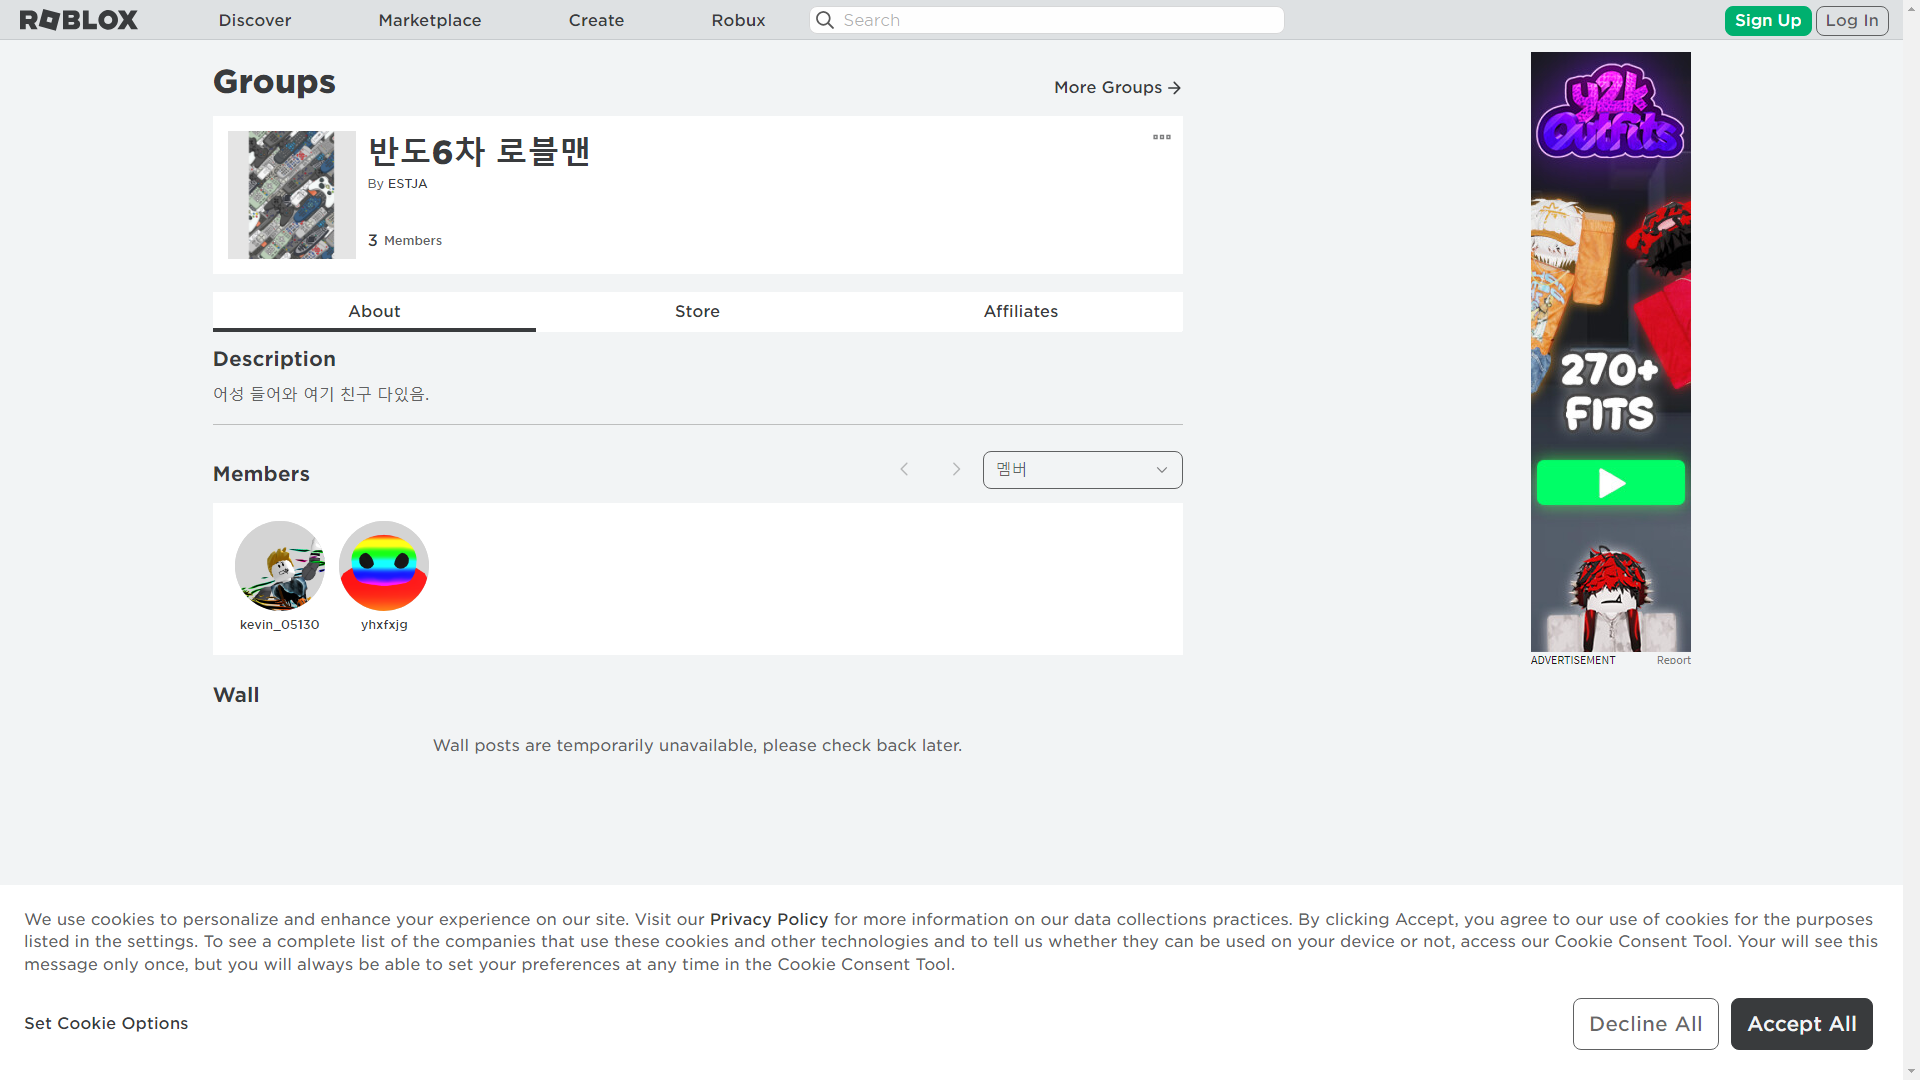 ROBLOX
Discover
Marketplace
Create
Robux
Search
Sign Up
Log In
Groups
More Groups
반도6차 로블맨
By ESTJA
3 Members
About
Store
Affiliates
Description
어성 들어와 여기 친구 다있음.
Members
멤버
kevin_05130
yhxfxjg
Wall
Wall posts are temporarily unavailable, please check back later.
y2k
Outfits
270+
FITS
ADVERTISEMENT
Report
We use cookies to personalize and enhance your experience on our site. Visit our Privacy Policy for more information on our data collections practices. By clicking Accept, you agree to our use of cookies for the purposes
listed in the settings. To see a complete list of the companies that use these cookies and other technologies and to tell us whether they can be used on your device or not, access our Cookie Consent Tool. Your will see this
message only once, but you will always be able to set your preferences at any time in the Cookie Consent Tool.
Set Cookie Options
Decline All
Accept All